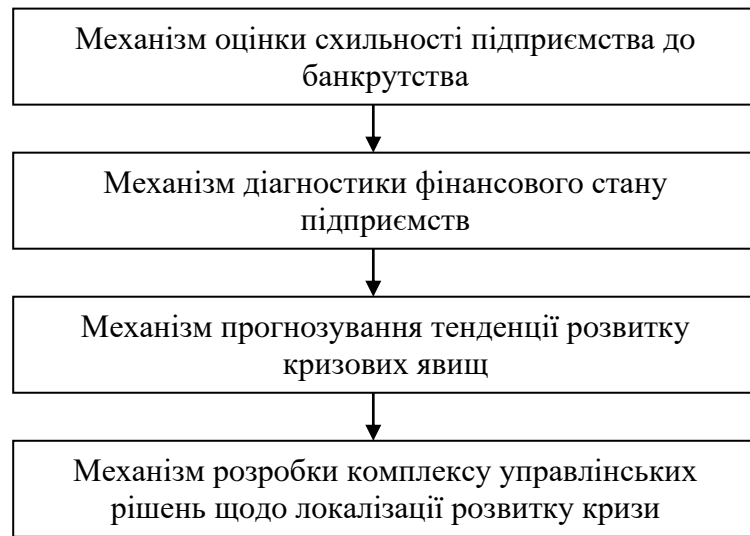 Механізм оцінки схильності підприємства до
банкрутства
Механізм діагностики фінансового стану
підприємств
Механізм прогнозування тенденції розвитку
кризових явищ
Механізм розробки комплексу управлінських
рішень щодо локалізації розвитку кризи